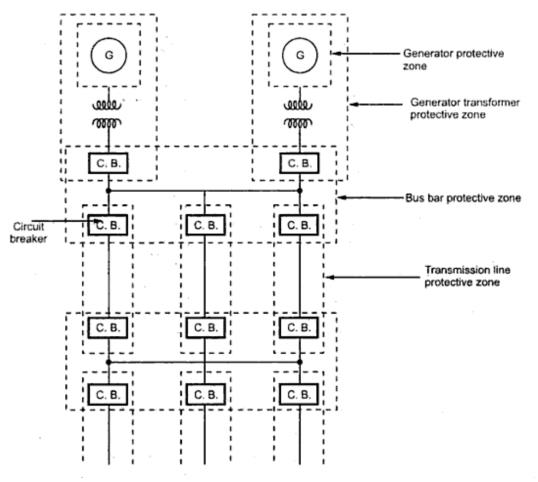 G
G
Generator protective
zone
Generator transformer
protective zone
C. B.
C. B.
Bus bar protective zone
Circuit
breaker
C. B.
C. B.
C. B.
Transmission line
protective zone
C. B.
C. B.
C. B.
C. B.
C. B.
C. B.